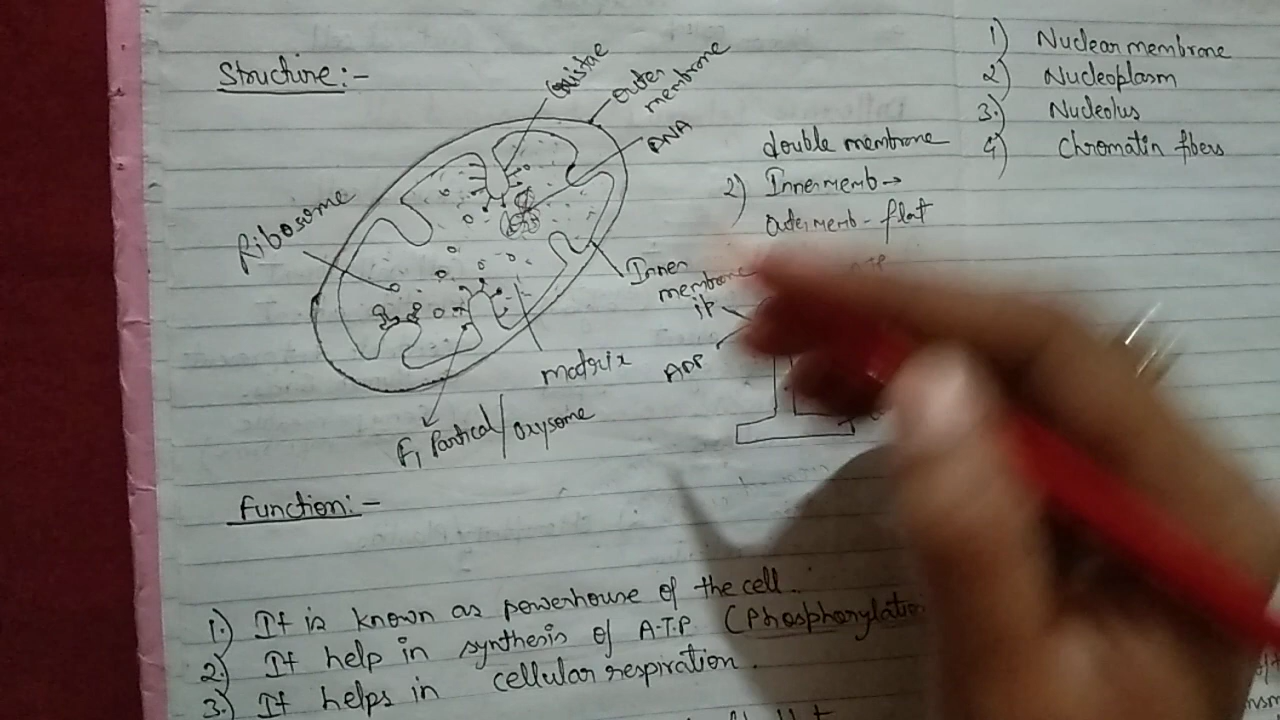 Structure:-
Cristae
Outer
membrane
DNA
Ribosome
Inner
membrane
matrix
F1 Partical/oxysome
1) Nuclear membrane
2) Nucleoplasm
3.) Nucleolus
4) Chromatin fibers
double membrane
2) Inner memb →
Outer memb - flat
iP
ADP
Function:-
1.) It is known as powerhouse of the cell.
2.) It help in synthesis of A.T.P (Phosphorylation
3.) It helps in cellular respiration.